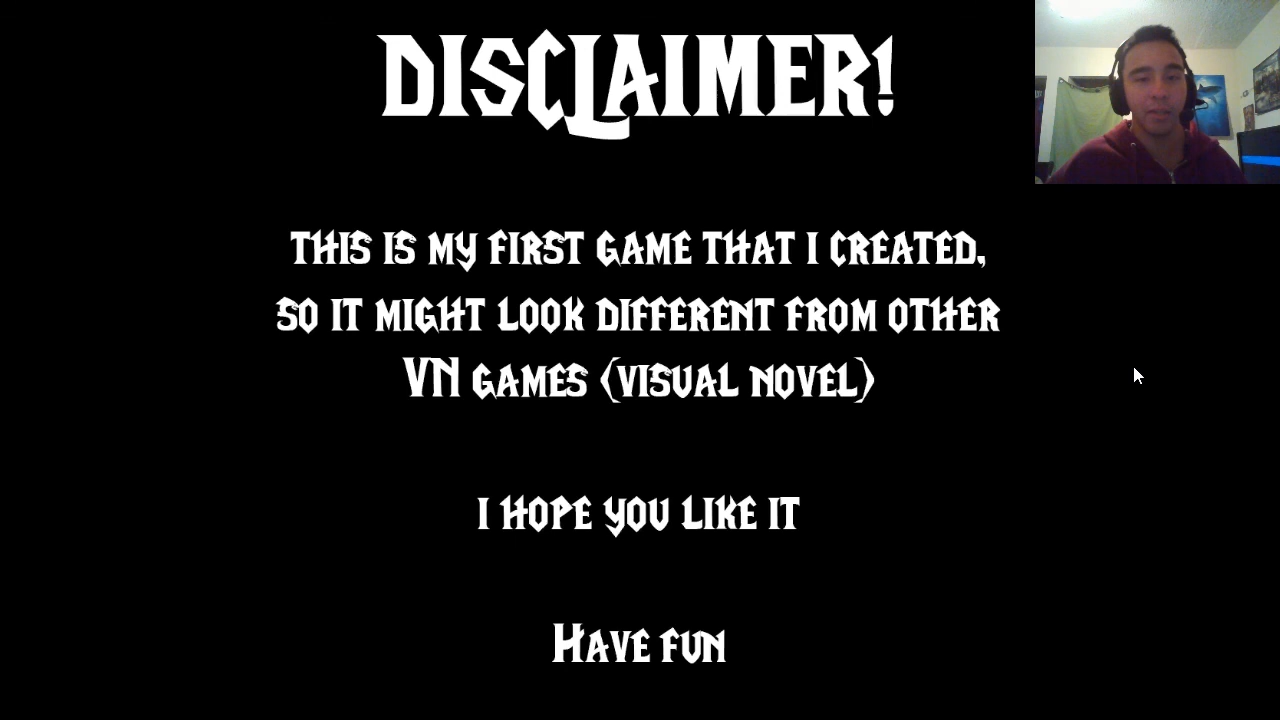 DISCLAIMER!
THIS IS MY FIRST GAME THAT I CREATED,
SO IT MIGHT LOOK DIFFERENT FROM OTHER
VN GAMES (VISUAL NOVEL)
I HOPE YOU LIKE IT
HAVE FUN